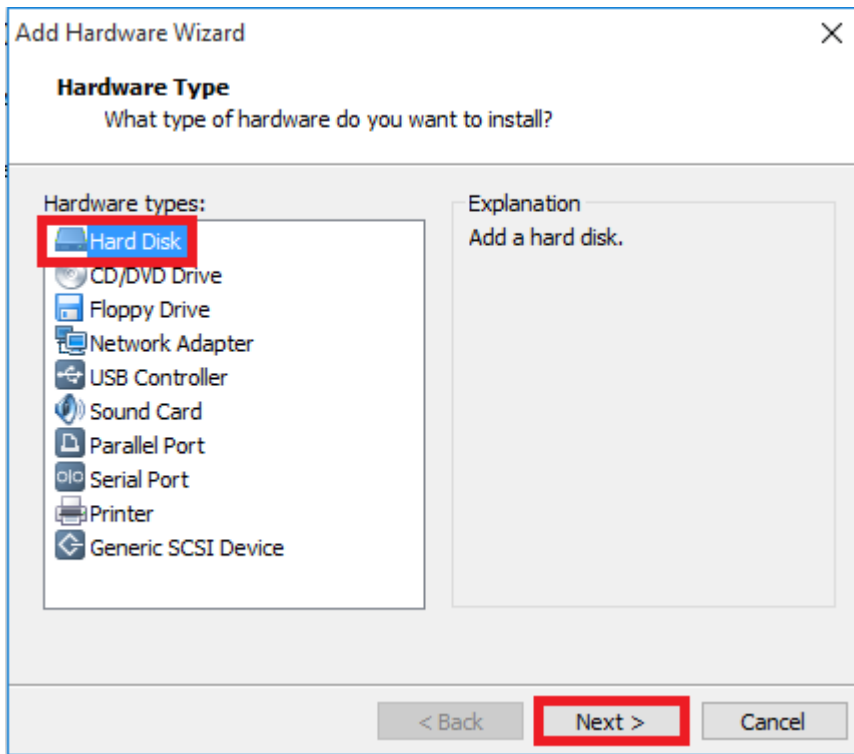 Add Hardware Wizard
Hardware Type
What type of hardware do you want to install?
Hardware types:
Hard Disk
CD/DVD Drive
Floppy Drive
Network Adapter
USB Controller
Sound Card
Parallel Port
Serial Port
Printer
Generic SCSI Device
Explanation
Add a hard disk.
< Back
Next >
Cancel